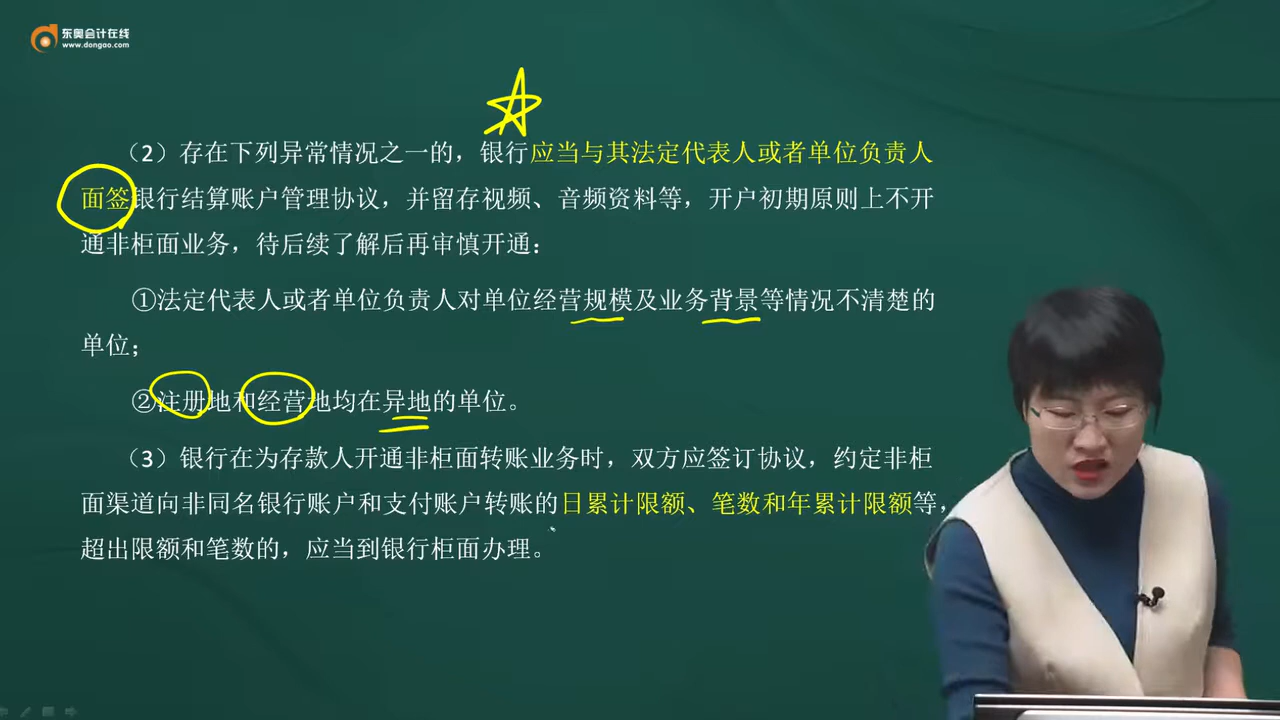 东奥会计在线
www.dongao.com
（2）存在下列异常情况之一的，银行应当与其法定代表人或者单位负责人
面签银行结算账户管理协议，并留存视频、音频资料等，开户初期原则上不开
通非柜面业务，待后续了解后再审慎开通：
①法定代表人或者单位负责人对单位经营规模及业务背景等情况不清楚的
单位；
②注册地和经营地均在异地的单位。
（3）银行在为存款人开通非柜面转账业务时，双方应签订协议，约定非柜
面渠道向非同名银行账户和支付账户转账的日累计限额、笔数和年累计限额等，
超出限额和笔数的，应当到银行柜面办理。